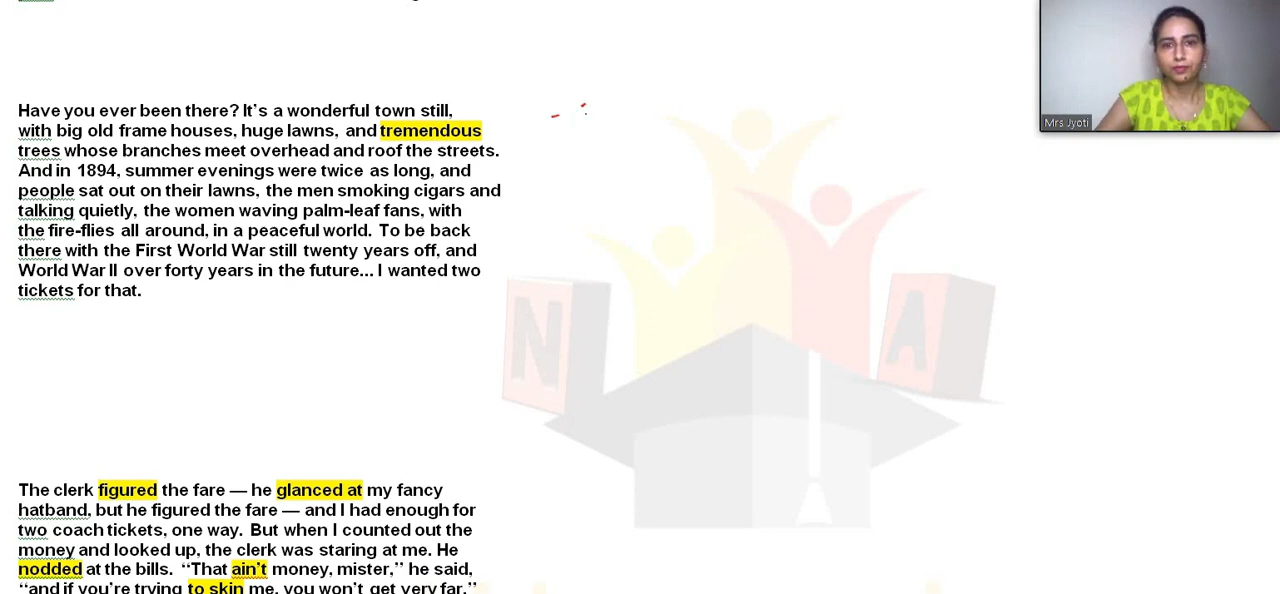 Mrs Jyoti
Have you ever been there? It's a wonderful town still,
with big old frame houses, huge lawns, and tremendous
trees whose branches meet overhead and roof the streets.
And in 1894, summer evenings were twice as long, and
people sat out on their lawns, the men smoking cigars and
talking quietly, the women waving palm-leaf fans, with
the fire-flies all around, in a peaceful world. To be back
there with the First World War still twenty years off, and
World War II over forty years in the future... I wanted two
tickets for that.
N
A
The clerk figured the fare — he glanced at my fancy
hatband, but he figured the fare — and I had enough for
two coach tickets, one way. But when I counted out the
money and looked up, the clerk was staring at me. He
nodded at the bills. “That ain't money, mister,” he said,
“and if you're trying to skin me, you won't get very far,”